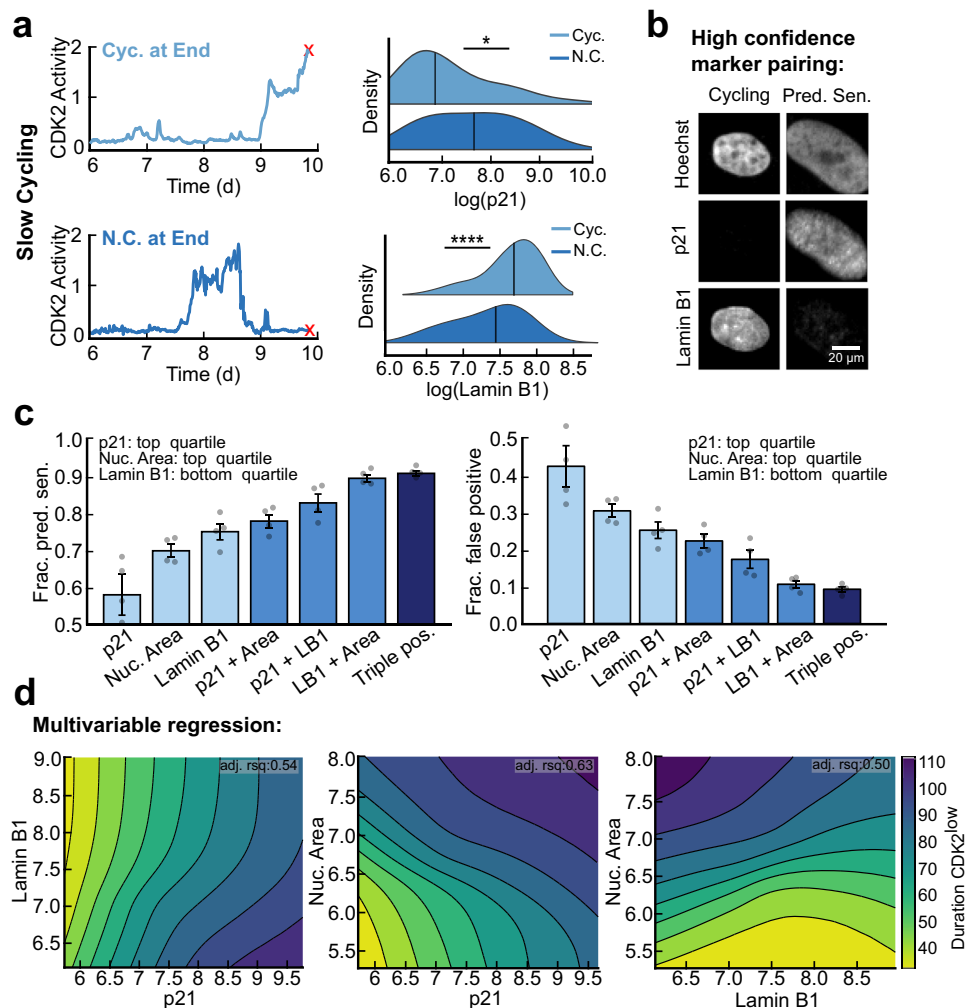 a
Slow Cycling
Cyc. at End
CDK2 Activity
2
1
0
6 7 8 9 10
Time (d)
x
* 
Cyc.
N.C.
Density
6.0 7.0 8.0 9.0 10.0
log(p21)
N.C. at End
CDK2 Activity
2
1
0
6 7 8 9 10
Time (d)
x
****
Cyc.
N.C.
Density
6.0 6.5 7.0 7.5 8.0 8.5
log(Lamin B1)
b
High confidence
marker pairing:
Cycling Pred. Sen.
Hoechst
p21
Lamin B1
20 µm
c
Frac. pred. sen.
1.0
0.9
0.8
0.7
0.6
0.5
p21: top quartile
Nuc. Area: top quartile
Lamin B1: bottom quartile
p21
Nuc. Area
Lamin B1
p21 + Area
p21 + LB1
LB1 + Area
Triple pos.
Frac. false positive
0.5
0.4
0.3
0.2
0.1
0.0
p21: top quartile
Nuc. Area: top quartile
Lamin B1: bottom quartile
p21
Nuc. Area
Lamin B1
p21 + Area
p21 + LB1
LB1 + Area
Triple pos.
d
Multivariable regression:
Lamin B1
9.0
8.5
8.0
7.5
7.0
6.5
adj. rsq:0.54
6 6.5 7 7.5 8 8.5 9 9.5
p21
Nuc. Area
8.0
7.5
7.0
6.5
6.0
5.5
adj. rsq:0.63
6 6.5 7 7.5 8 8.5 9 9.5
p21
Nuc. Area
8.0
7.5
7.0
6.5
6.0
5.5
adj. rsq:0.50
6.5 7.0 7.5 8.0 8.5
Lamin B1
110
100
90
80
70
60
50
40
Duration CDK2low